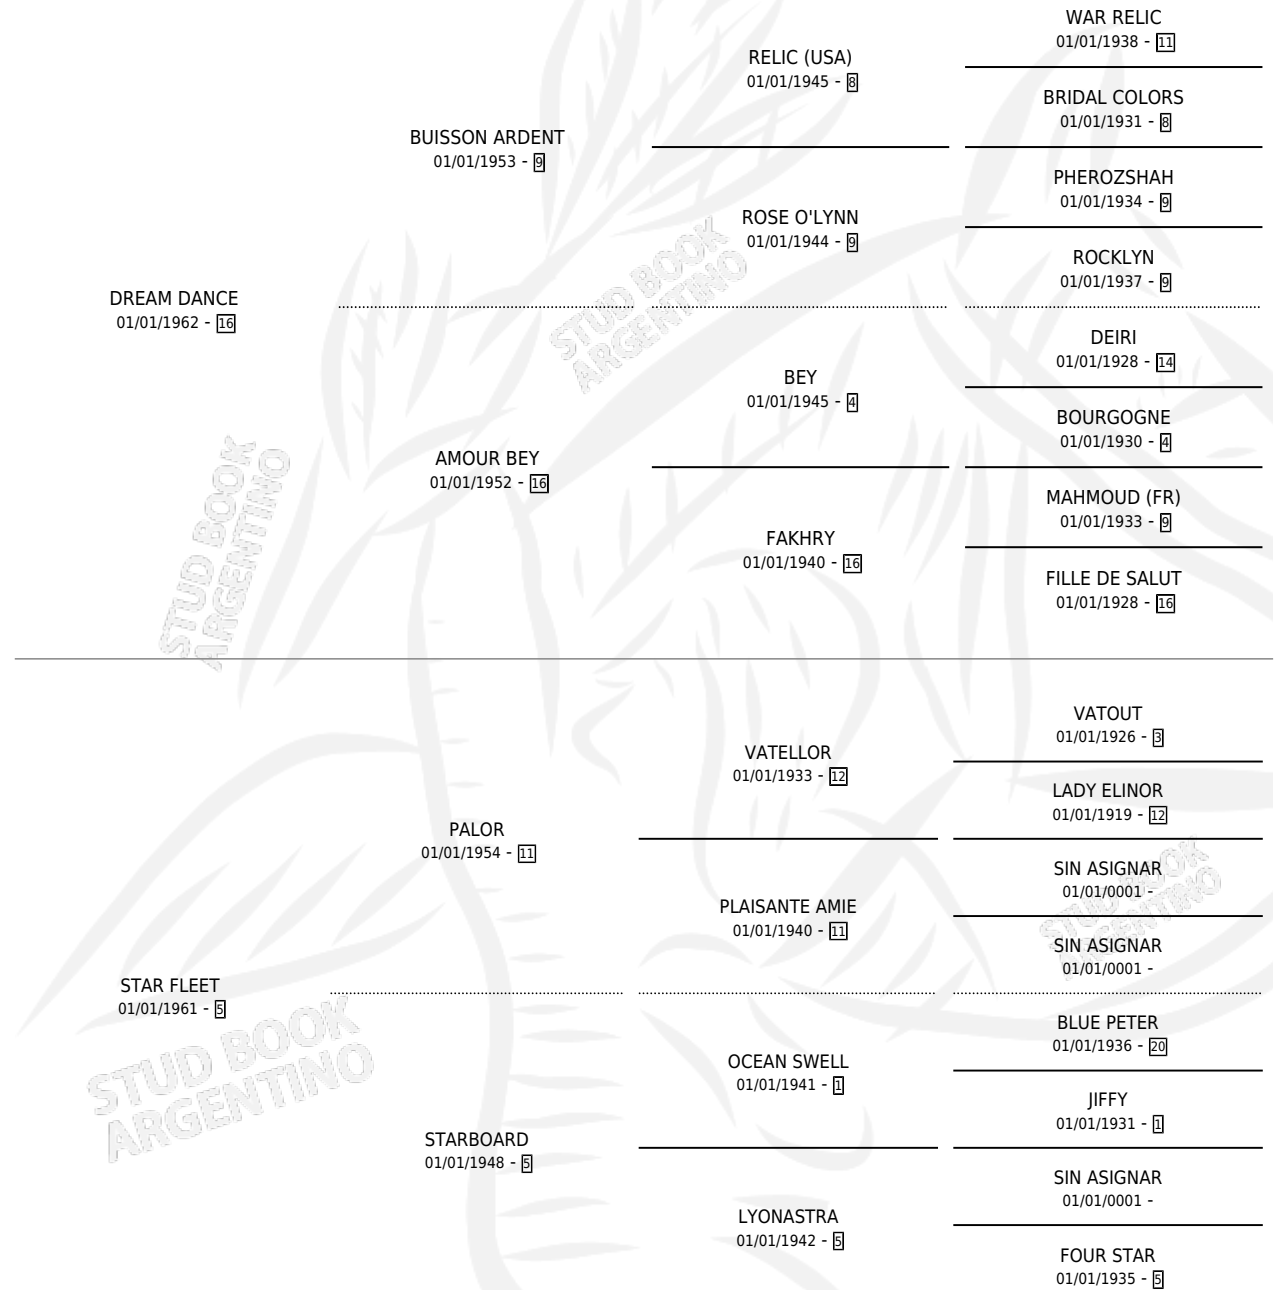 WAR RELIC
01/01/1938 - 11
RELIC (USA)
01/01/1945 - 8
BRIDAL COLORS
01/01/1931 - 8
BUISSON ARDENT
01/01/1953 - 9
PHEROZSHAH
01/01/1934 - 9
ROSE O'LYNN
01/01/1944 - 9
ROCKLYN
01/01/1937 - 9
DREAM DANCE
01/01/1962 - 16
STUD BOOK
ARGENTINO
DEIRI
01/01/1928 - 14
BEY
01/01/1945 - 4
BOURGOGNE
01/01/1930 - 4
AMOUR BEY
01/01/1952 - 16
MAHMOUD (FR)
01/01/1933 - 9
FAKHRY
01/01/1940 - 16
FILLE DE SALUT
01/01/1928 - 16
STUD BOOK
ARGENTINO
VATOUT
01/01/1926 - 3
VATELLOR
01/01/1933 - 12
LADY ELINOR
01/01/1919 - 12
PALOR
01/01/1954 - 11
SIN ASIGNAR
01/01/0001 -
PLAISANTE AMIE
01/01/1940 - 11
SIN ASIGNAR
01/01/0001 -
STUD BOOK
ARGENTINO
STAR FLEET
01/01/1961 - 5
BLUE PETER
01/01/1936 - 20
OCEAN SWELL
01/01/1941 - 1
JIFFY
01/01/1931 - 1
STUD BOOK
ARGENTINO
STARBOARD
01/01/1948 - 5
SIN ASIGNAR
01/01/0001 -
LYONASTRA
01/01/1942 - 5
FOUR STAR
01/01/1935 - 5